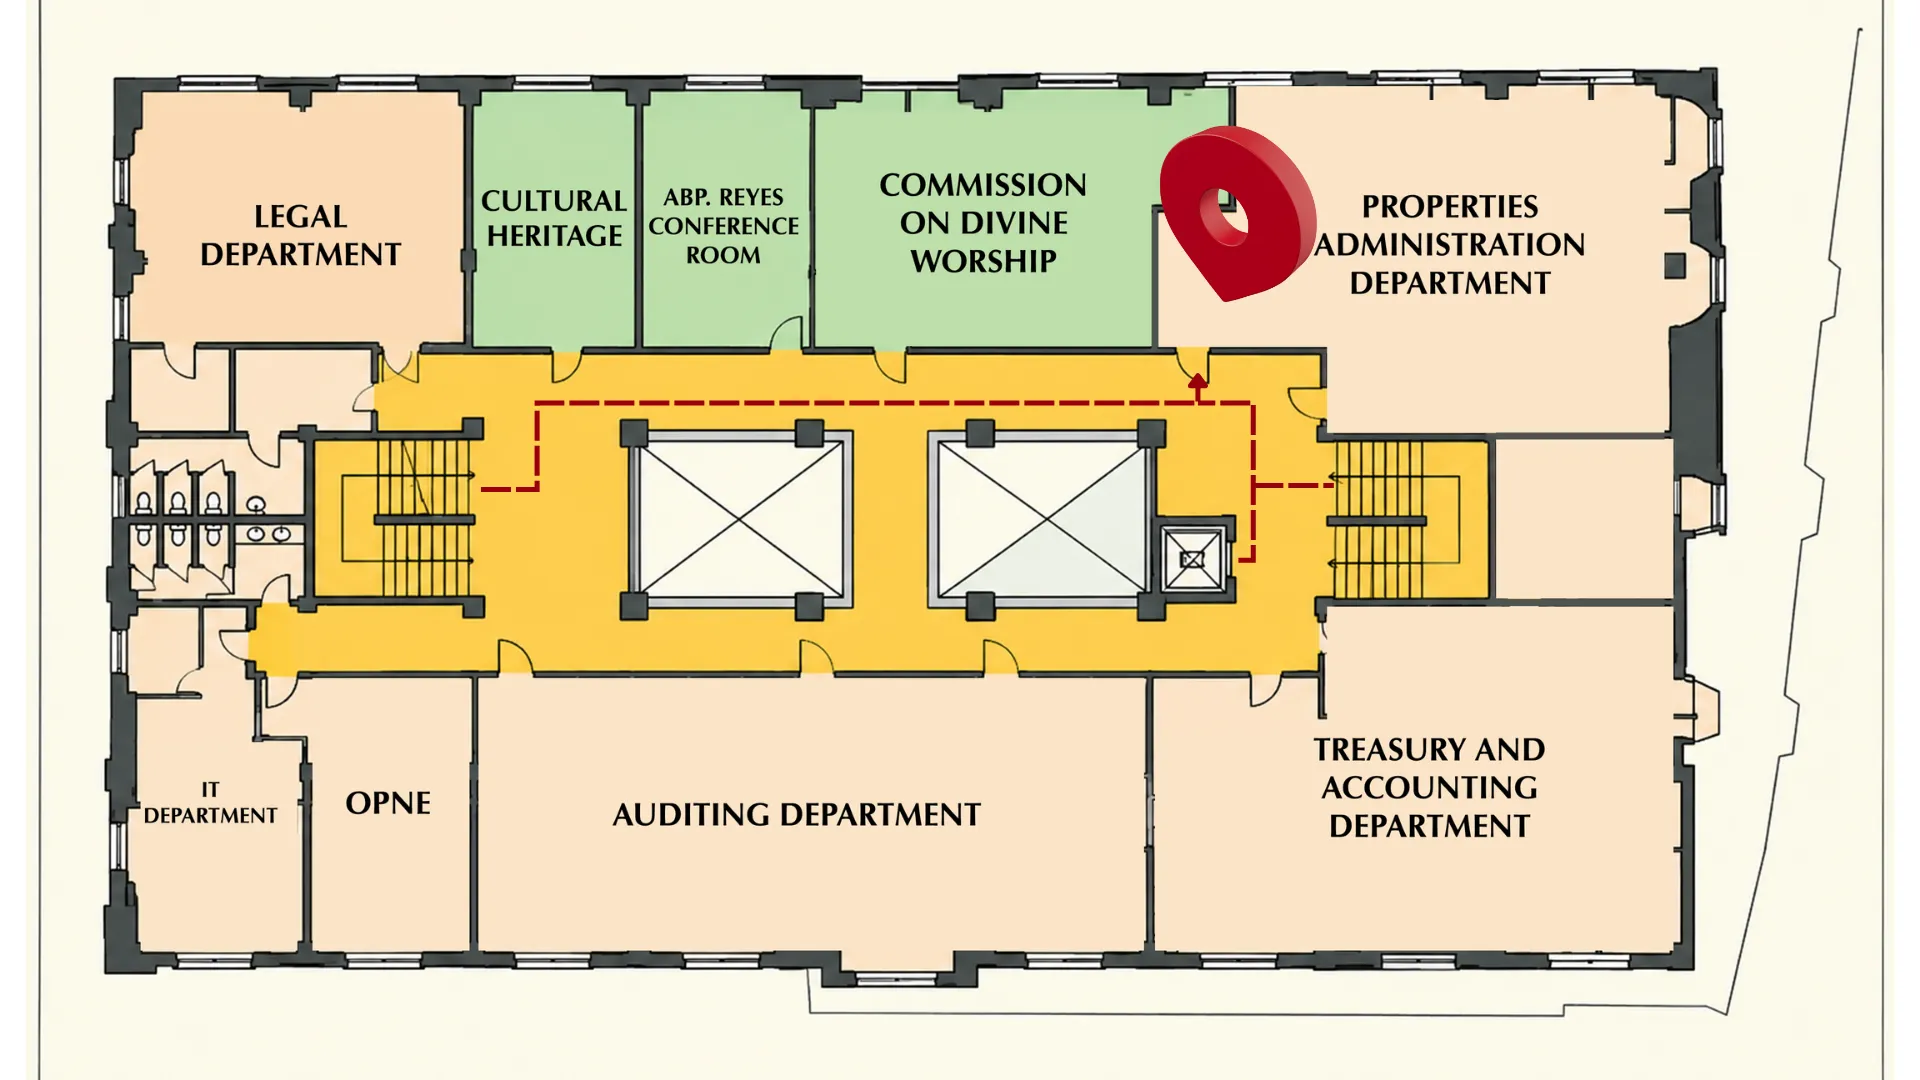 LEGAL
DEPARTMENT
CULTURAL
HERITAGE
ABP. REYES
CONFERENCE
ROOM
COMMISSION
ON DIVINE
WORSHIP
PROPERTIES
ADMINISTRATION
DEPARTMENT
IT
DEPARTMENT
OPNE
AUDITING DEPARTMENT
TREASURY AND
ACCOUNTING
DEPARTMENT